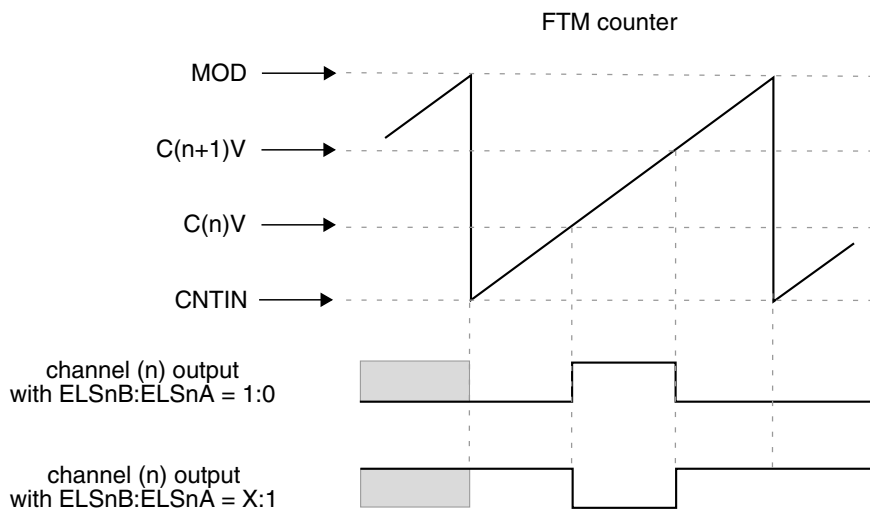 FTM counter
MOD
C(n+1)V
C(n)V
CNTIN
channel (n) output
with ELSnB:ELSnA = 1:0
channel (n) output
with ELSnB:ELSnA = X:1